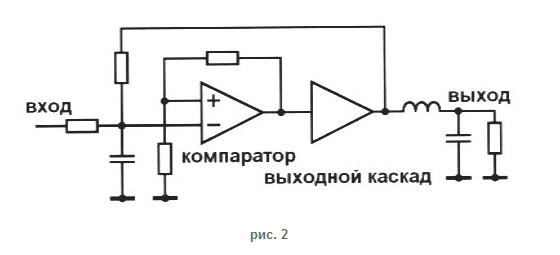 вход
выход
+
−
компаратор
выходной каскад
рис. 2